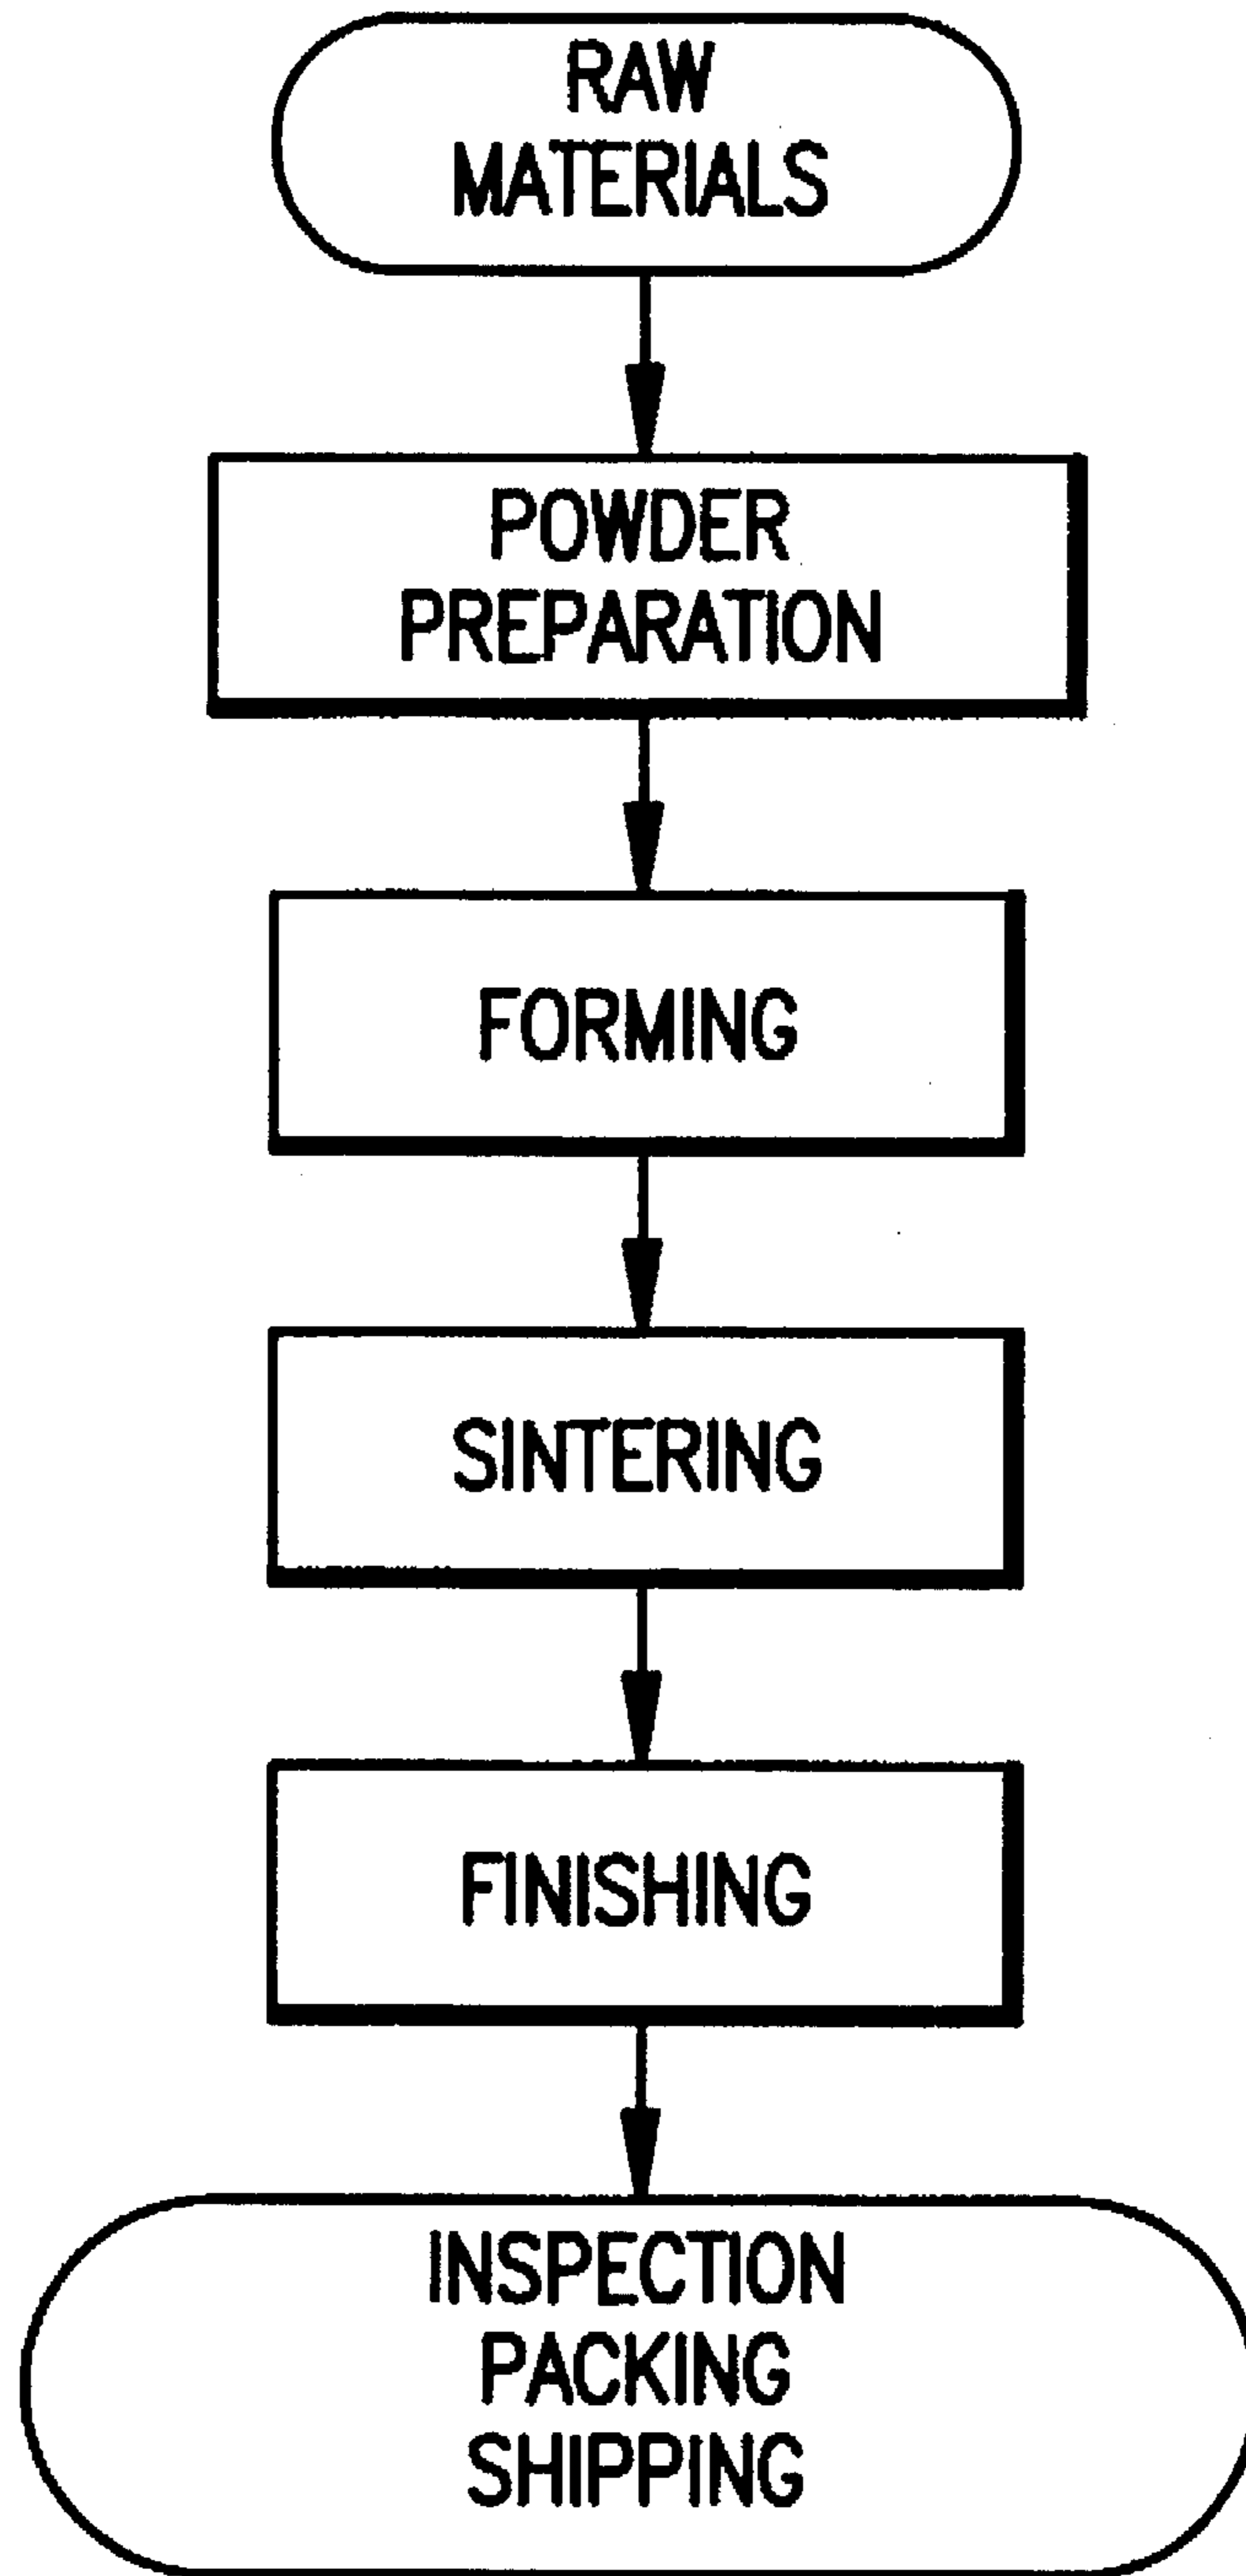 RAW
MATERIALS
POWDER
PREPARATION
FORMING
SINTERING
FINISHING
INSPECTION
PACKING
SHIPPING